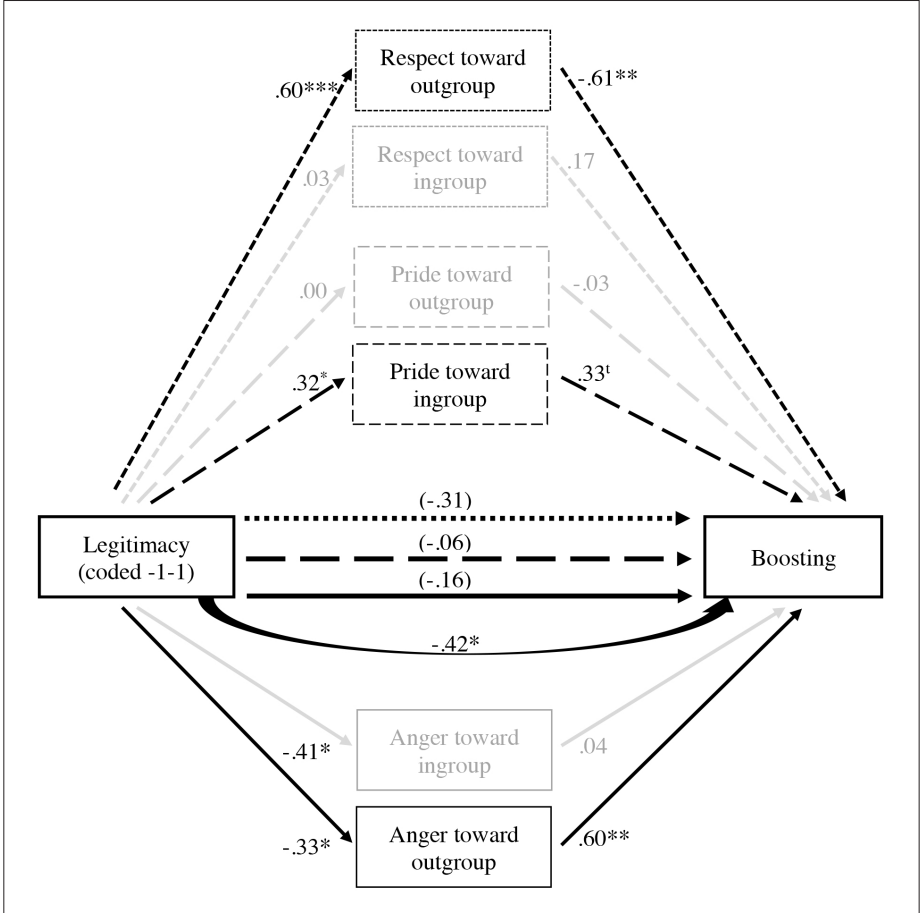 Respect toward
outgroup
.60***
-.61**
Respect toward
ingroup
.03
.17
Pride toward
outgroup
.00
-.03
Pride toward
ingroup
.32*
.33ᵗ
(-.31)
Legitimacy
(coded -1-1)
(-.06)
Boosting
(-.16)
-.42*
Anger toward
ingroup
-.41*
.04
Anger toward
outgroup
-.33*
.60**